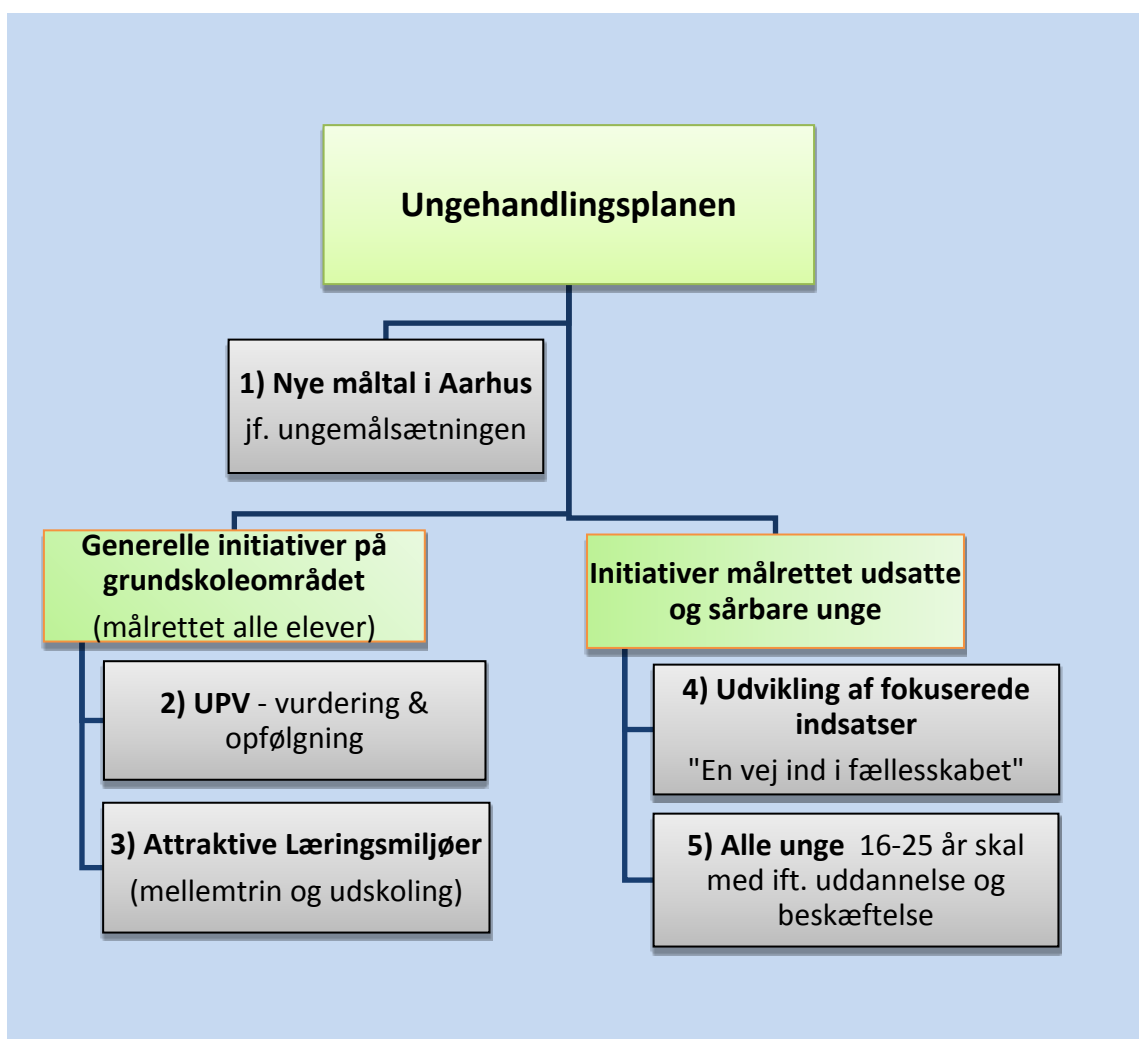 Ungehandlingsplanen
1) Nye måltal i Aarhus
jf. ungemålsætningen
Generelle initiativer på
grundskoleområdet
(målrettet alle elever)
2) UPV - vurdering &
opfølgning
3) Attraktive Læringsmiljøer
(mellemtrin og udskoling)
Initiativer målrettet udsatte
og sårbare unge
4) Udvikling af fokuserede
indsatser
"En vej ind i fællesskabet"
5) Alle unge  16-25 år skal
med ift. uddannelse og
beskæftelse